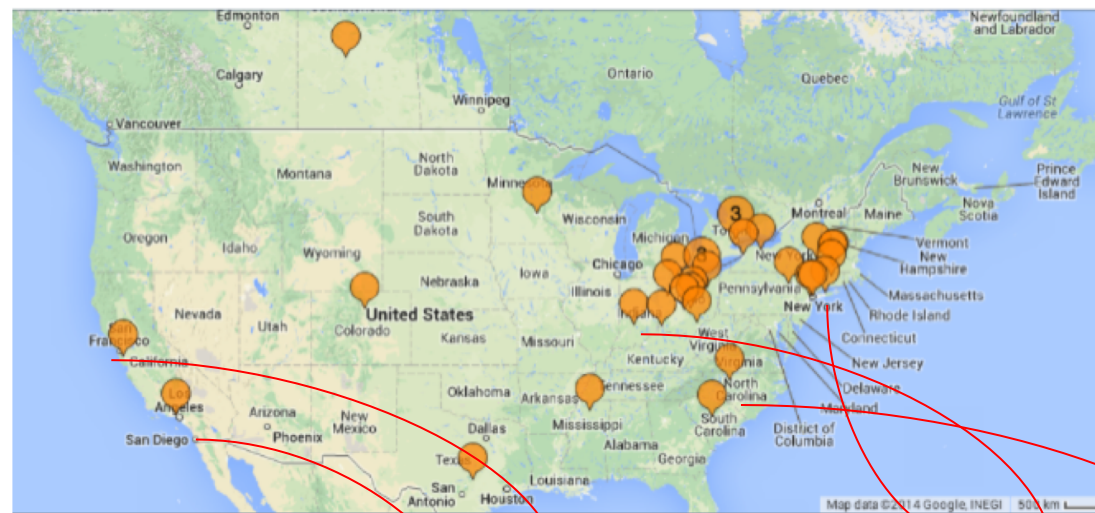 Edmonton
Newfoundland
and Labrador
Calgary
Ontario
Quebec
Winnipeg
Gulf of St
Lawrence
Vancouver
Washington
Montana
North
Dakota
Minnesota
New
Brunswick
Prince
Edward
Island
Nova
Scotia
3
Montreal
Maine
Oregon
Idaho
Wyoming
South
Dakota
Wisconsin
Michigan
To
New York
Vermont
New
Hampshire
Chicago
3
Iowa
Nebraska
Illinois
Pennsylvania
Massachusetts
Nevada
Utah
Colorado
United States
Indiana
New York
Rhode Island
San
Francisco
California
Kansas
Missouri
West
Virginia
Connecticut
Kentucky
Virginia
New Jersey
Los
Angeles
Oklahoma
Arkansas
Tennessee
North
Carolina
Delaware
Maryland
Arizona
New
Mexico
Mississippi
South
Carolina
District of
Columbia
San Diego
Phoenix
Dallas
Alabama
Georgia
Texas
San
Antonio
Houston
Louisiana
Map data ©2014 Google, INEGI 500 km